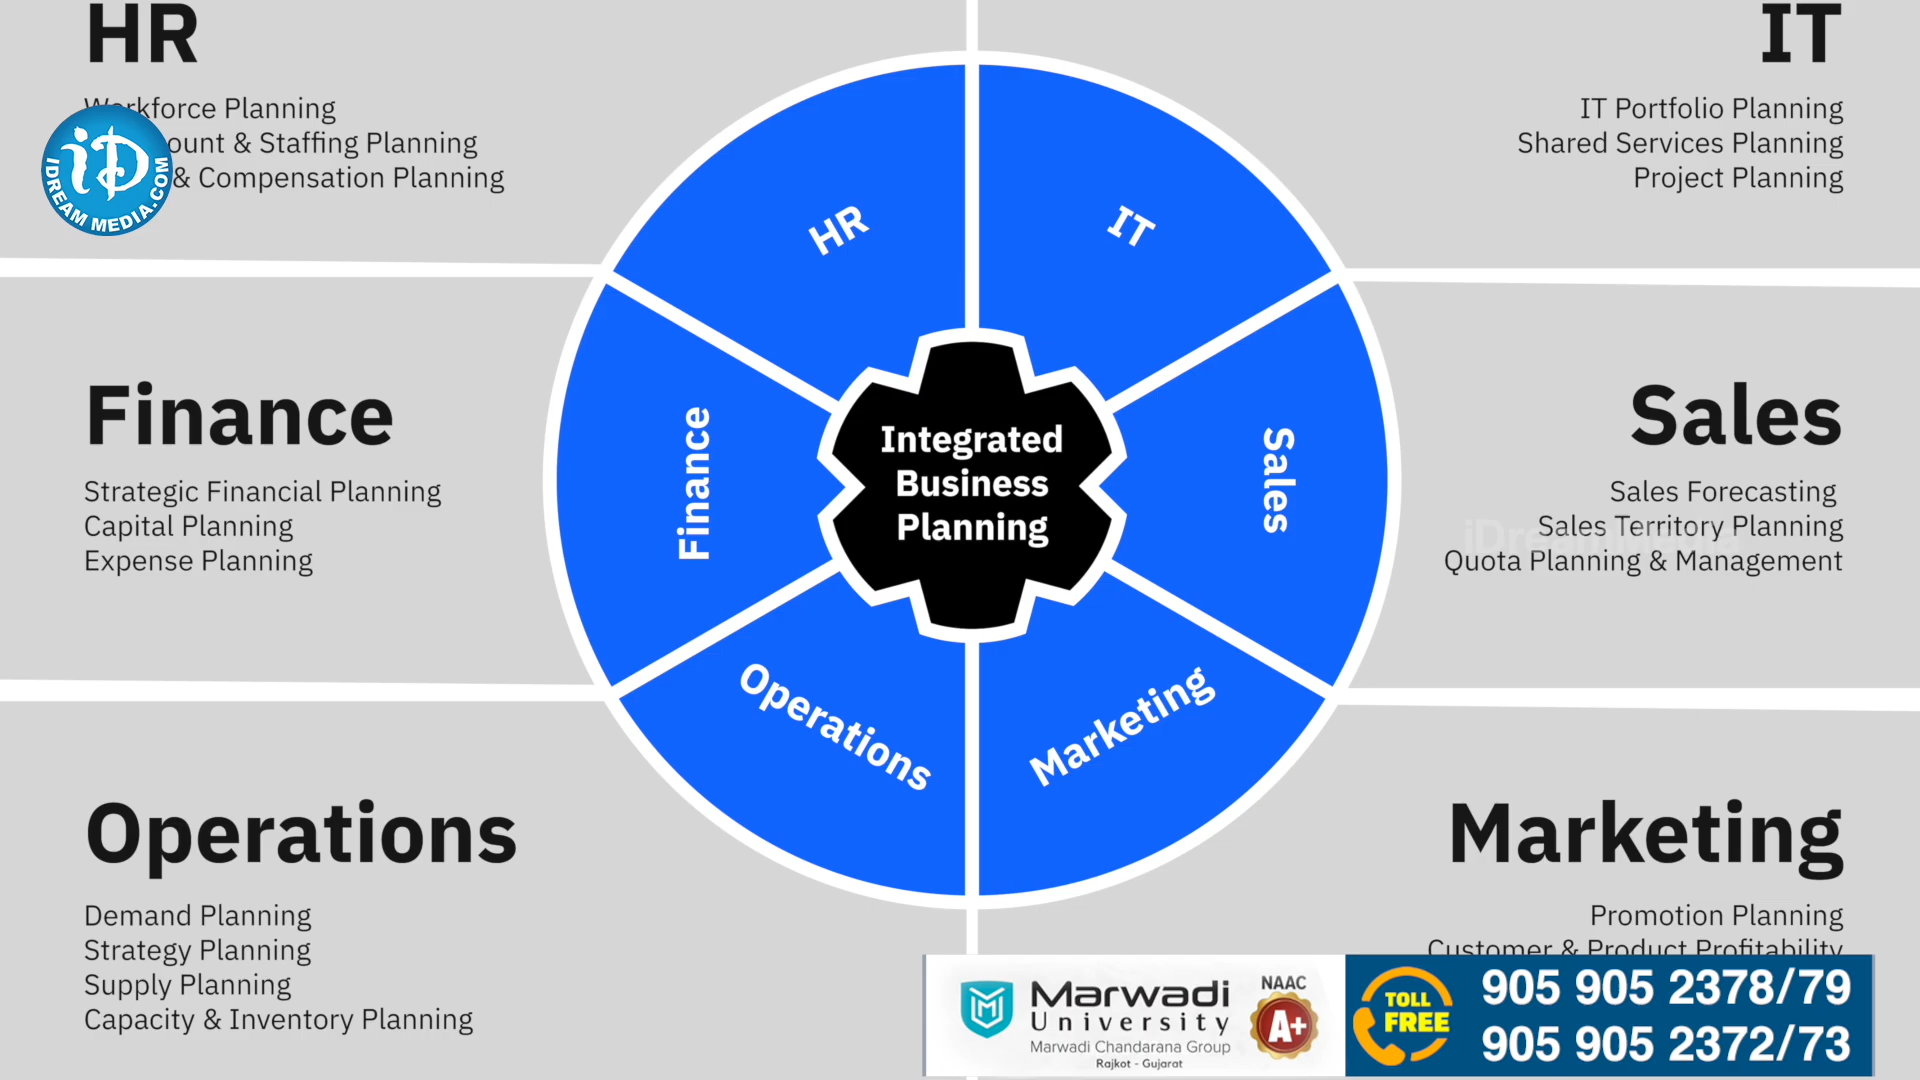 HR
Workforce Planning
ount & Staffing Planning
& Compensation Planning
iD
IDREAM MEDIA.COM
IT
IT Portfolio Planning
Shared Services Planning
Project Planning
HR
IT
Finance
Sales
Operations
Marketing
Integrated
Business
Planning
Finance
Strategic Financial Planning
Capital Planning
Expense Planning
Sales
Sales Forecasting
Sales Territory Planning
Quota Planning & Management
iDreamMedia
Operations
Demand Planning
Strategy Planning
Supply Planning
Capacity & Inventory Planning
Marketing
Promotion Planning
Customer & Product Profitability
Marwadi
University
Marwadi Chandarana Group
Rajkot - Gujarat
NAAC
A+
TOLL
FREE
905 905 2378/79
905 905 2372/73